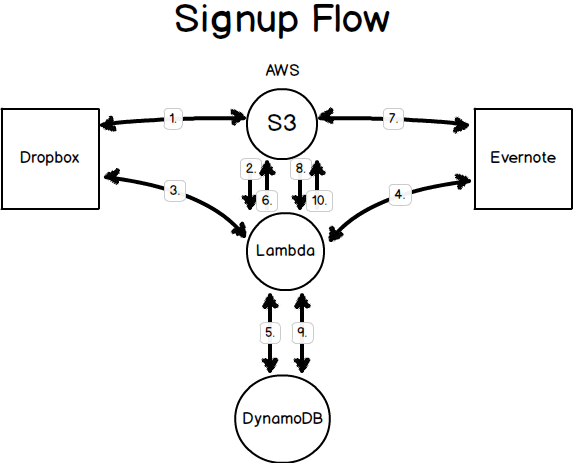 Signup Flow
AWS
S3
1.
7.
Dropbox
Evernote
2.
8.
3.
6.
10.
4.
Lambda
5.
9.
DynamoDB